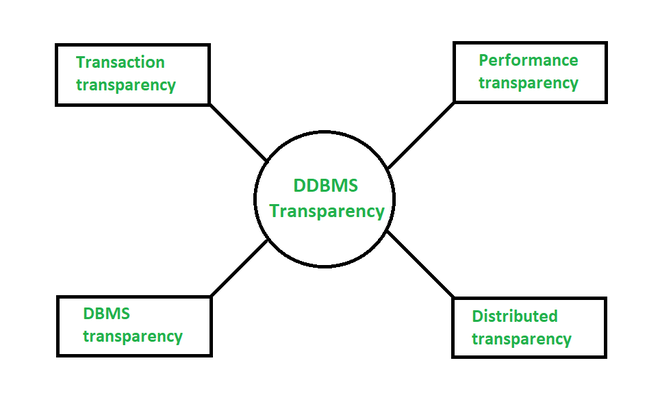 Transaction
transparency
Performance
transparency
DDBMS
Transparency
DBMS
transparency
Distributed
transparency